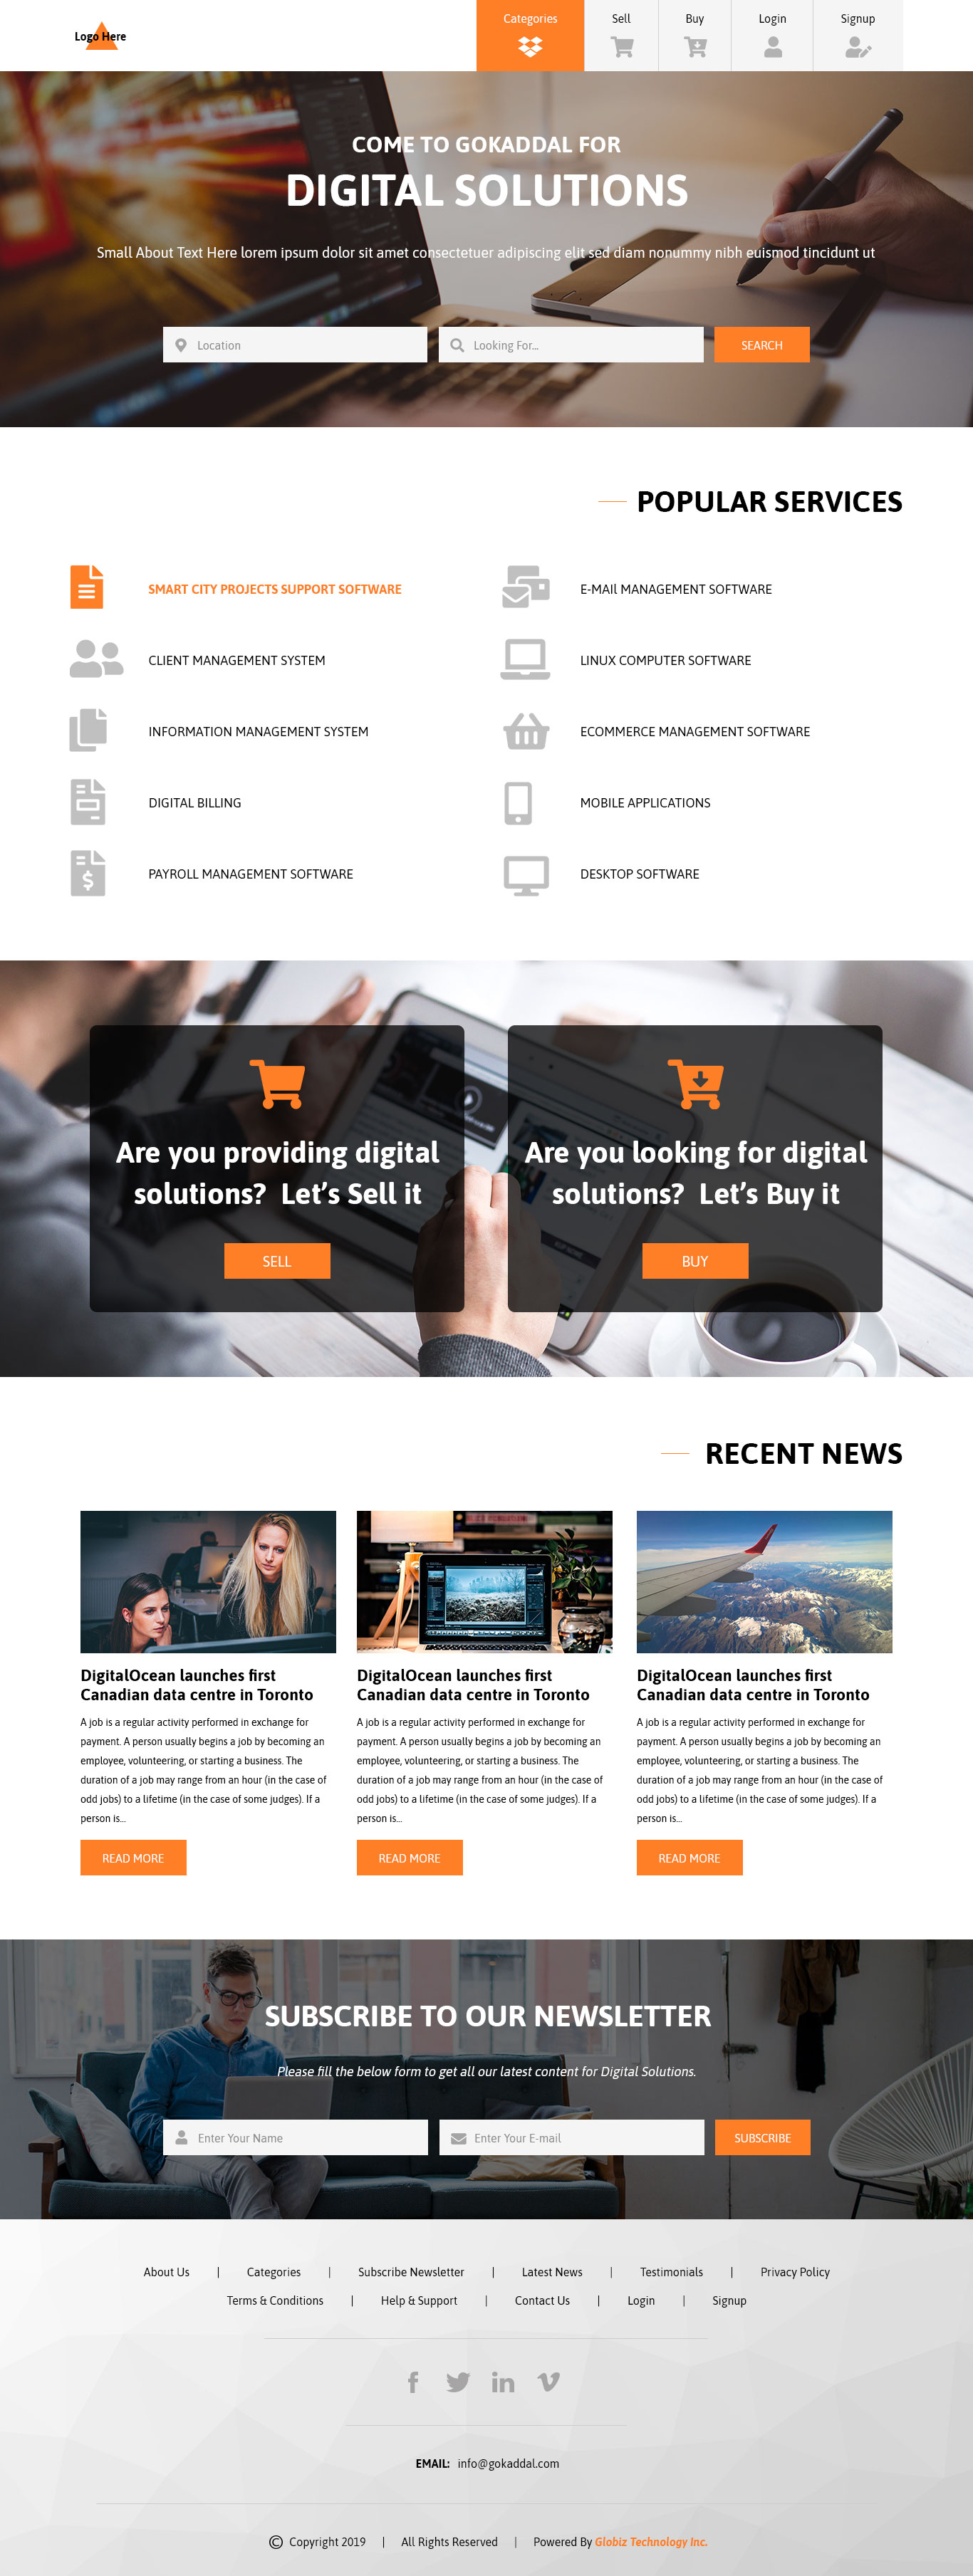 Logo Here
Categories
Sell
Buy
Login
Signup
COME TO GOKADDAL FOR
DIGITAL SOLUTIONS
Small About Text Here lorem ipsum dolor sit amet consectetuer adipiscing elit sed diam nonummy nibh euismod tincidunt ut
Location
Looking For...
SEARCH
POPULAR SERVICES
SMART CITY PROJECTS SUPPORT SOFTWARE
E-MAIl MANAGEMENT SOFTWARE
CLIENT MANAGEMENT SYSTEM
LINUX COMPUTER SOFTWARE
INFORMATION MANAGEMENT SYSTEM
ECOMMERCE MANAGEMENT SOFTWARE
DIGITAL BILLING
MOBILE APPLICATIONS
PAYROLL MANAGEMENT SOFTWARE
DESKTOP SOFTWARE
Are you providing digital
solutions? Let's Sell it
SELL
Are you looking for digital
solutions? Let's Buy it
BUY
RECENT NEWS
DigitalOcean launches first
Canadian data centre in Toronto
A job is a regular activity performed in exchange for
payment. A person usually begins a job by becoming an
employee, volunteering, or starting a business. The
duration of a job may range from an hour (in the case of
odd jobs) to a lifetime (in the case of some judges). If a
person is...
READ MORE
DigitalOcean launches first
Canadian data centre in Toronto
A job is a regular activity performed in exchange for
payment. A person usually begins a job by becoming an
employee, volunteering, or starting a business. The
duration of a job may range from an hour (in the case of
odd jobs) to a lifetime (in the case of some judges). If a
person is...
READ MORE
DigitalOcean launches first
Canadian data centre in Toronto
A job is a regular activity performed in exchange for
payment. A person usually begins a job by becoming an
employee, volunteering, or starting a business. The
duration of a job may range from an hour (in the case of
odd jobs) to a lifetime (in the case of some judges). If a
person is...
READ MORE
SUBSCRIBE TO OUR NEWSLETTER
Please fill the below form to get all our latest content for Digital Solutions.
Enter Your Name
Enter Your E-mail
SUBSCRIBE
About Us | Categories | Subscribe Newsletter | Latest News | Testimonials | Privacy Policy
Terms & Conditions | Help & Support | Contact Us | Login | Signup
EMAIL: info@gokaddal.com
© Copyright 2019 | All Rights Reserved | Powered By Globiz Technology Inc.